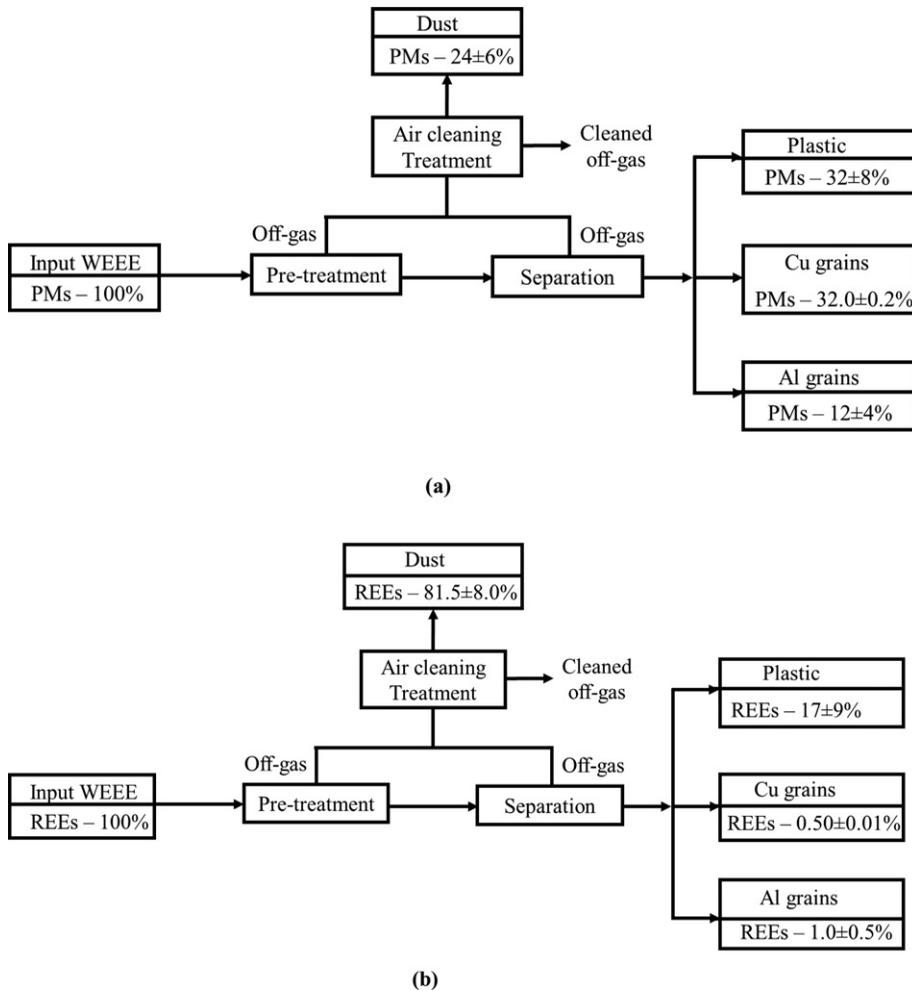 Dust
PMs – 24±6%
Air cleaning
Treatment
Cleaned
off-gas
Plastic
PMs – 32±8%
Off-gas
Off-gas
Input WEEE
PMs – 100%
Pre-treatment
Separation
Cu grains
PMs – 32.0±0.2%
Al grains
PMs – 12±4%
(a)
Dust
REEs – 81.5±8.0%
Air cleaning
Treatment
Cleaned
off-gas
Plastic
REEs – 17±9%
Off-gas
Off-gas
Input WEEE
REEs – 100%
Pre-treatment
Separation
Cu grains
REEs – 0.50±0.01%
Al grains
REEs – 1.0±0.5%
(b)